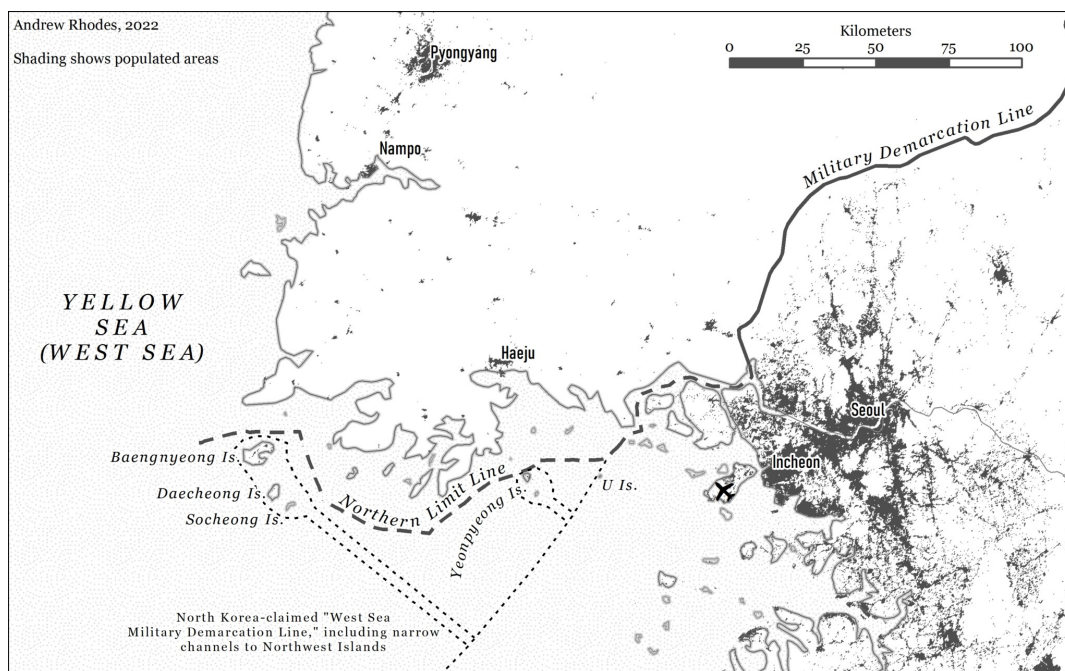 Andrew Rhodes, 2022
Shading shows populated areas
Kilometers
0 25 50 75 100
Pyongyang
Nampo
Military Demarcation Line
YELLOW
SEA
(WEST SEA)
Haeju
Seoul
Incheon
Baengnyeong Is.
Daecheong Is.
Socheong Is.
Northern Limit Line
Yeonpyeong Is.
U Is.
North Korea-claimed "West Sea
Military Demarcation Line," including narrow
channels to Northwest Islands